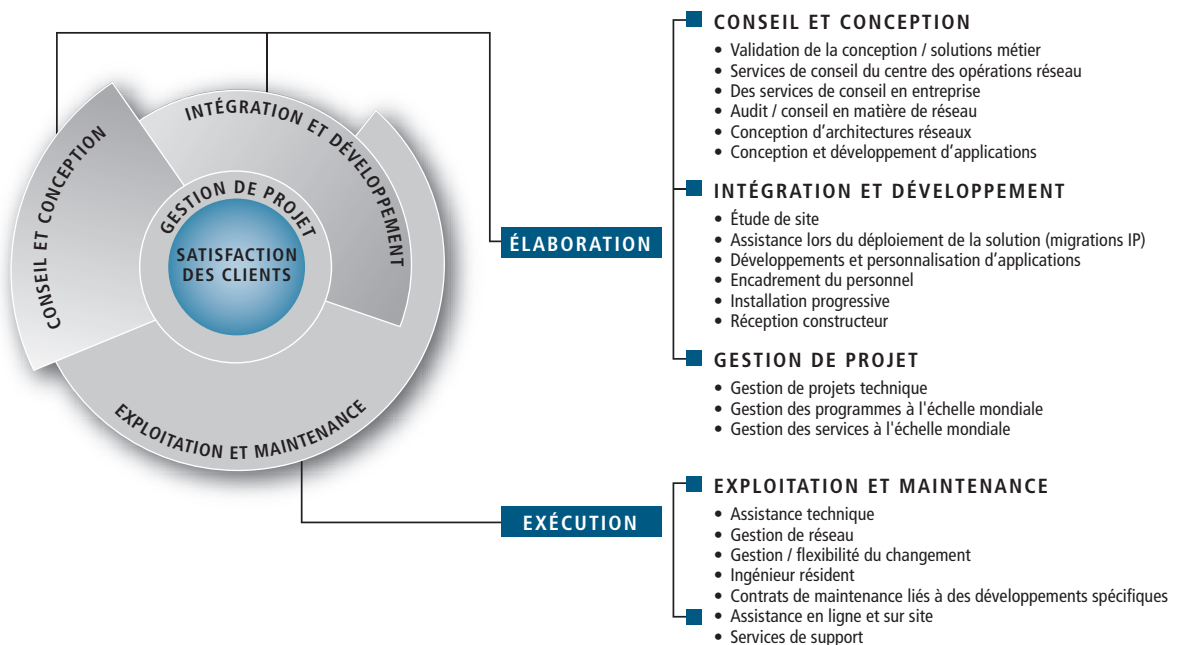 CONSEIL ET CONCEPTION
INTÉGRATION ET DÉVELOPPEMENT
GESTION DE PROJET
SATISFACTION
DES CLIENTS
EXPLOITATION ET MAINTENANCE
ÉLABORATION
CONSEIL ET CONCEPTION
• Validation de la conception / solutions métier
• Services de conseil du centre des opérations réseau
• Des services de conseil en entreprise
• Audit / conseil en matière de réseau
• Conception d’architectures réseaux
• Conception et développement d’applications
INTÉGRATION ET DÉVELOPPEMENT
• Étude de site
• Assistance lors du déploiement de la solution (migrations IP)
• Développements et personnalisation d’applications
• Encadrement du personnel
• Installation progressive
• Réception constructeur
GESTION DE PROJET
• Gestion de projets technique
• Gestion des programmes à l'échelle mondiale
• Gestion des services à l'échelle mondiale
EXÉCUTION
EXPLOITATION ET MAINTENANCE
• Assistance technique
• Gestion de réseau
• Gestion / flexibilité du changement
• Ingénieur résident
• Contrats de maintenance liés à des développements spécifiques
• Assistance en ligne et sur site
• Services de support